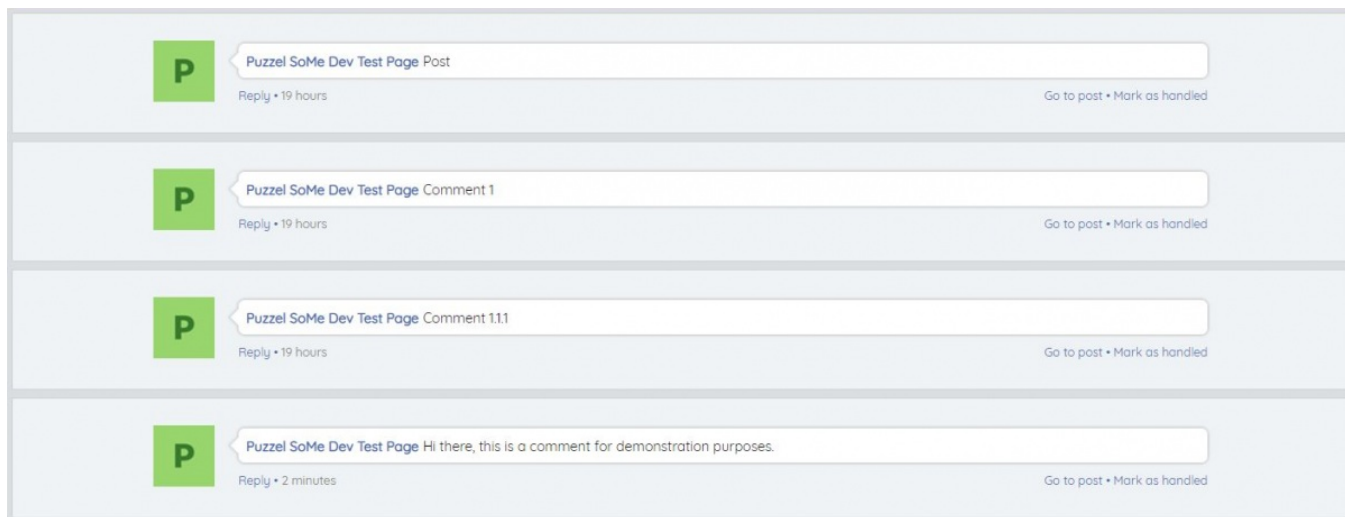 P
Puzzel SoMe Dev Test Page Post
Reply • 19 hours Go to post • Mark as handled
P
Puzzel SoMe Dev Test Page Comment 1
Reply • 19 hours Go to post • Mark as handled
P
Puzzel SoMe Dev Test Page Comment 1.1.1
Reply • 19 hours Go to post • Mark as handled
P
Puzzel SoMe Dev Test Page Hi there, this is a comment for demonstration purposes.
Reply • 2 minutes Go to post • Mark as handled